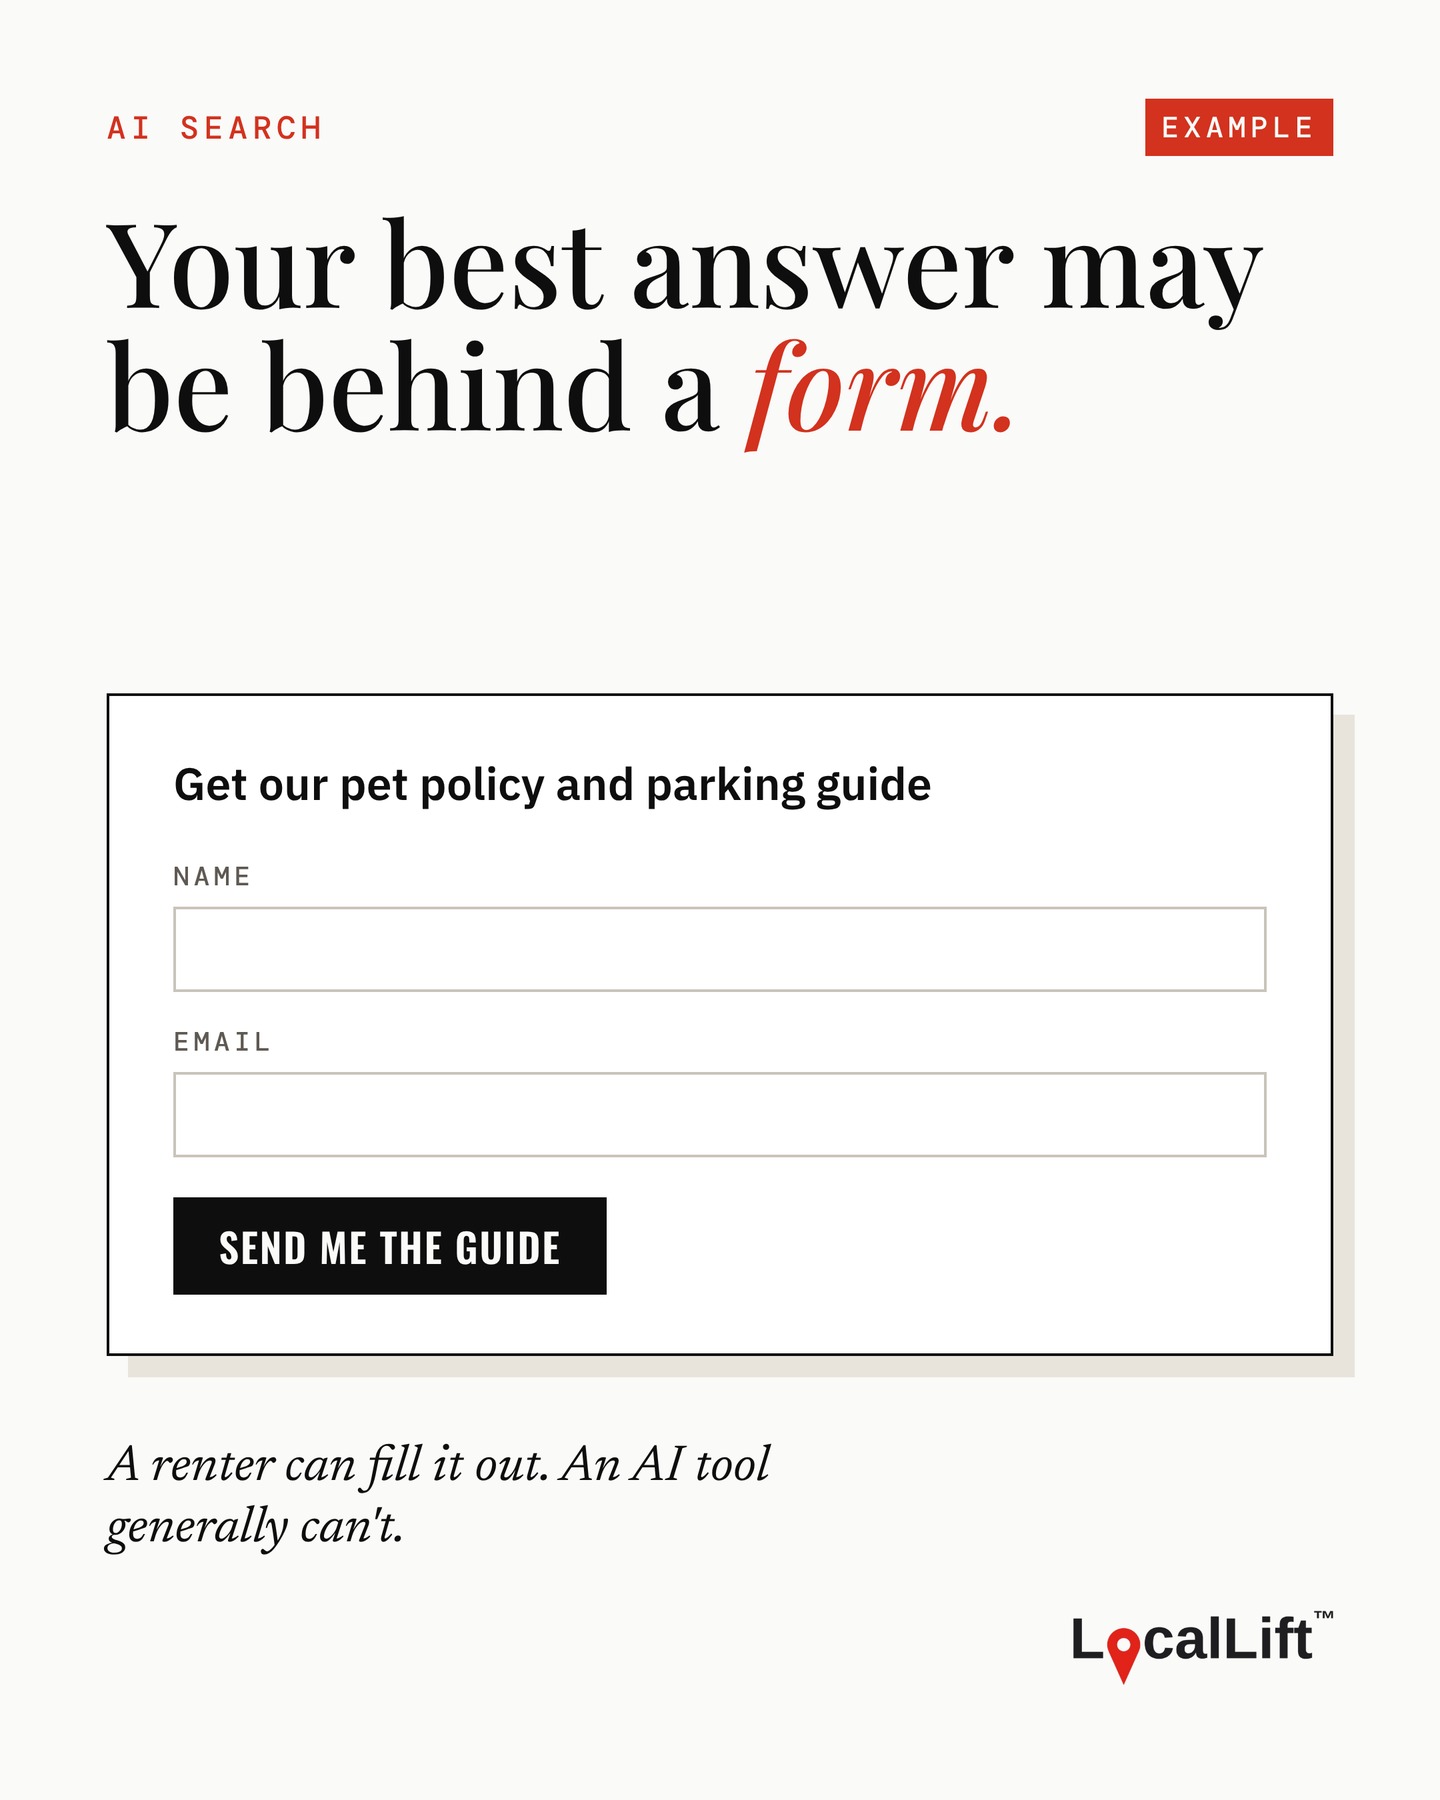 AI SEARCH
EXAMPLE
Your best answer may
be behind a form.
Get our pet policy and parking guide
NAME
EMAIL
SEND ME THE GUIDE
A renter can fill it out. An AI tool
generally can't.
LocalLift™